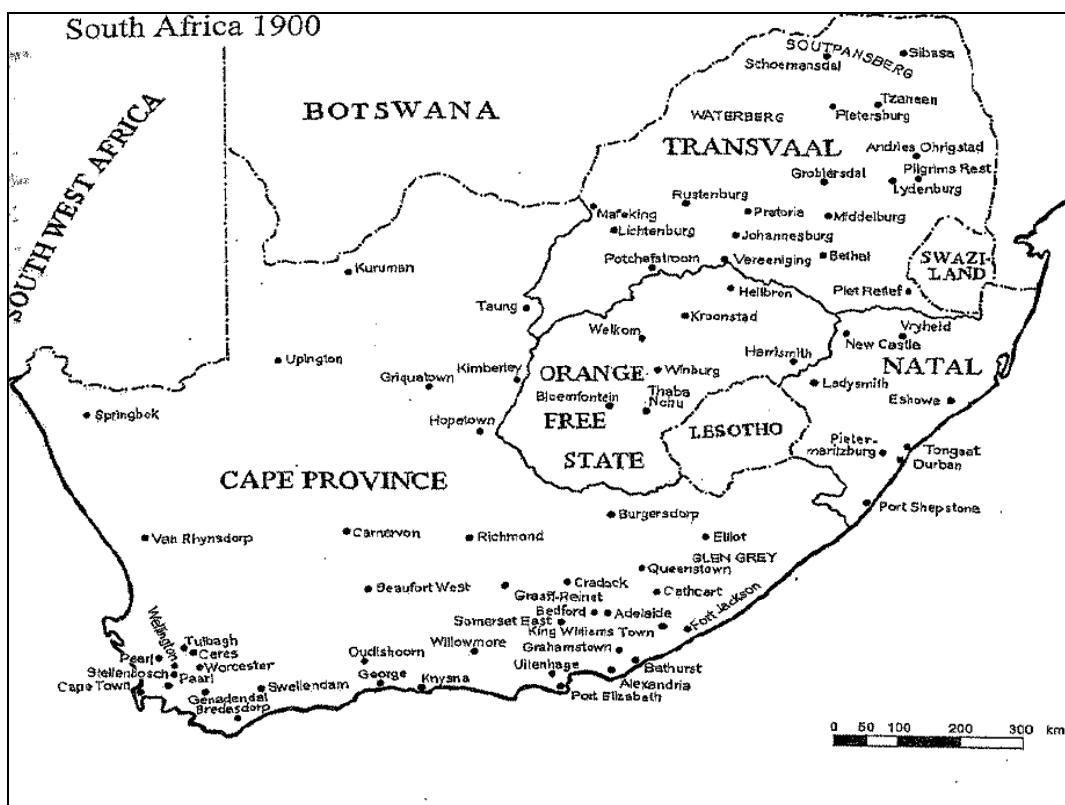 South Africa 1900
SOUTPANSBERG
Sibasa
Schoemansdal
BOTSWANA
SOUTH WEST AFRICA
WATERBERG
Tzaneen
Pietersburg
TRANSVAAL
Andries Ohrigstad
Pilgrims Rest
Groblersdal
Lydenburg
Rustenburg
Mafeking
Pretoria
Middelburg
Lichtenburg
Johannesburg
SWAZI-
LAND
Potchefstroom
Vereeniging
Bethal
Kuruman
Heilbron
Piet Retief
Taung
Kroonstad
Welkom
Vryheid
New Castle
Upington
Harrismith
NATAL
Kimberley
ORANGE
Winburg
Griquatown
Ladysmith
Bloemfontein
Thaba
Nchu
Eshowe
Springbok
FREE
Hopetown
LESOTHO
Pieter-
maritzburg
Tongaat
Durban
STATE
CAPE PROVINCE
Port Shepstone
Burgersdorp
Van Rhynsdorp
Carnarvon
Richmond
Elliot
GLEN GREY
Queenstown
Beaufort West
Cradock
Graaff-Reinet
Cathcart
Bedford
Adelaide
Fort Jackson
Somerset East
King Williams Town
Wellington
Tulbagh
Willowmore
Grahamstown
Pearl
Ceres
Oudtshoorn
Uitenhage
Bathurst
Worcester
Stellenbosch
Paarl
George
Knysna
Alexandria
Cape Town
Swellendam
Port Elizabeth
Genadendal
Bredasdorp
0 50 100 200 300 km